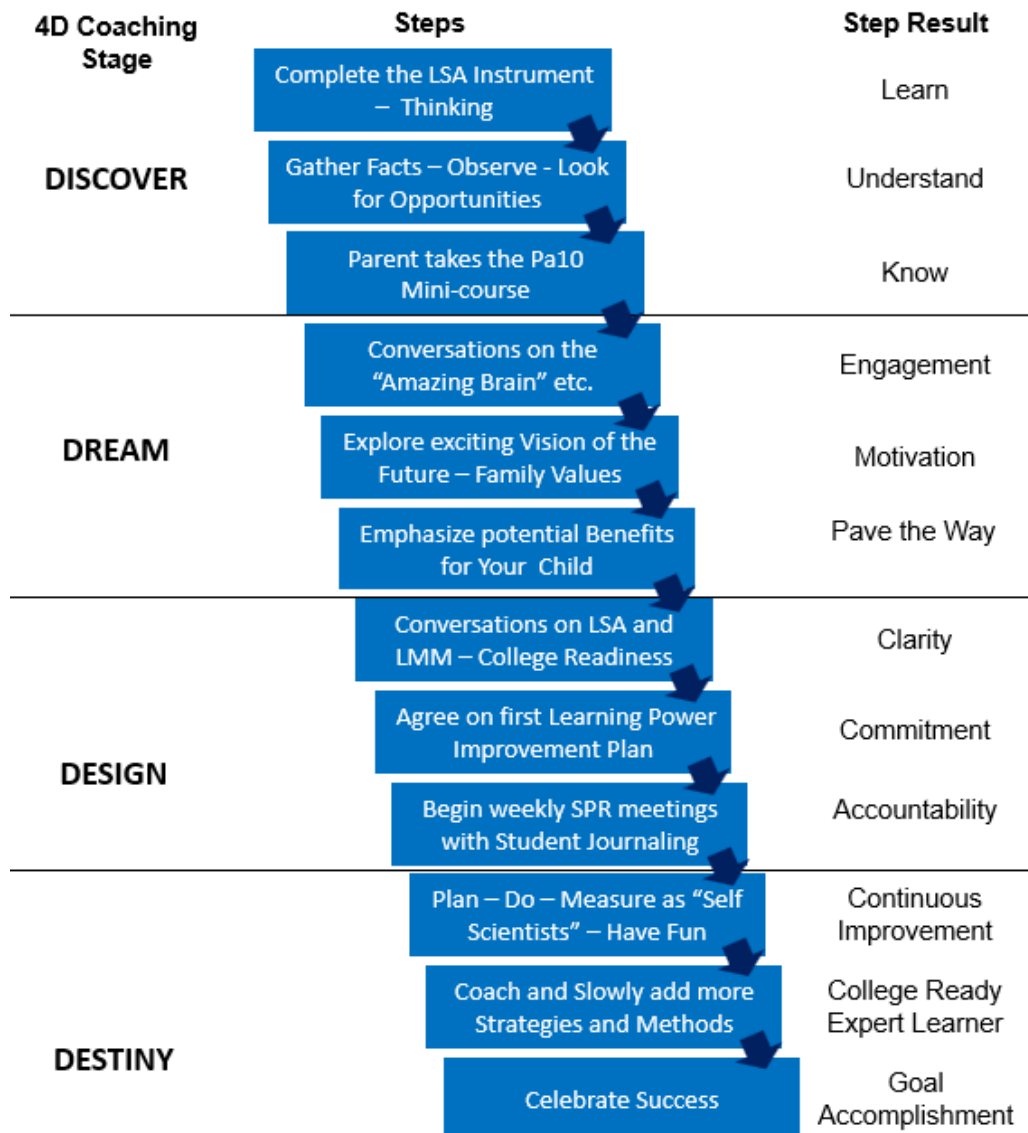 4D Coaching
Stage
Steps
Step Result
DISCOVER
Complete the LSA Instrument
– Thinking
Learn
Gather Facts – Observe - Look
for Opportunities
Understand
Parent takes the Pa10
Mini-course
Know
DREAM
Conversations on the
“Amazing Brain” etc.
Engagement
Explore exciting Vision of the
Future – Family Values
Motivation
Emphasize potential Benefits
for Your Child
Pave the Way
DESIGN
Conversations on LSA and
LMM – College Readiness
Clarity
Agree on first Learning Power
Improvement Plan
Commitment
Begin weekly SPR meetings
with Student Journaling
Accountability
DESTINY
Plan – Do – Measure as “Self
Scientists” – Have Fun
Continuous
Improvement
Coach and Slowly add more
Strategies and Methods
College Ready
Expert Learner
Celebrate Success
Goal
Accomplishment